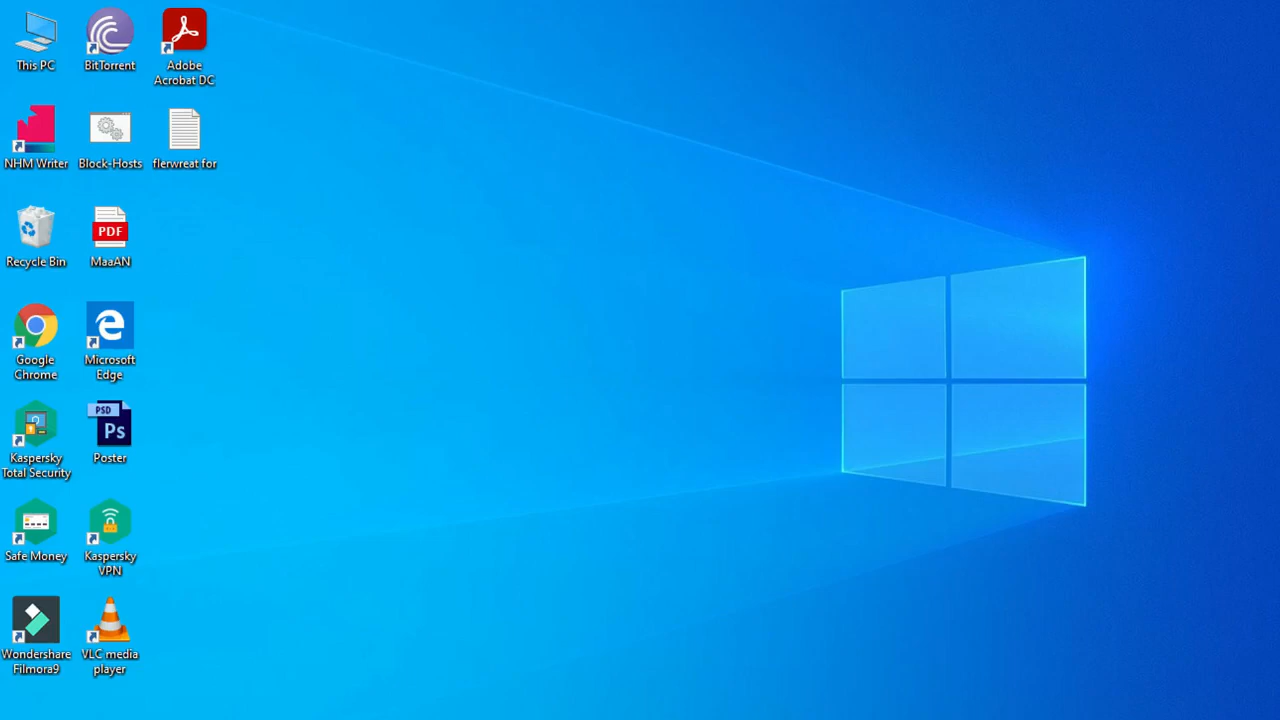 This PC
BitTorrent
Adobe
Acrobat DC
NHM Writer
Block-Hosts
flerwreat for
Recycle Bin
PDF
MaaAN
Google
Chrome
Microsoft
Edge
Kaspersky
Total Security
PSD
Ps
Poster
Safe Money
Kaspersky
VPN
Wondershare
Filmora9
VLC media
player